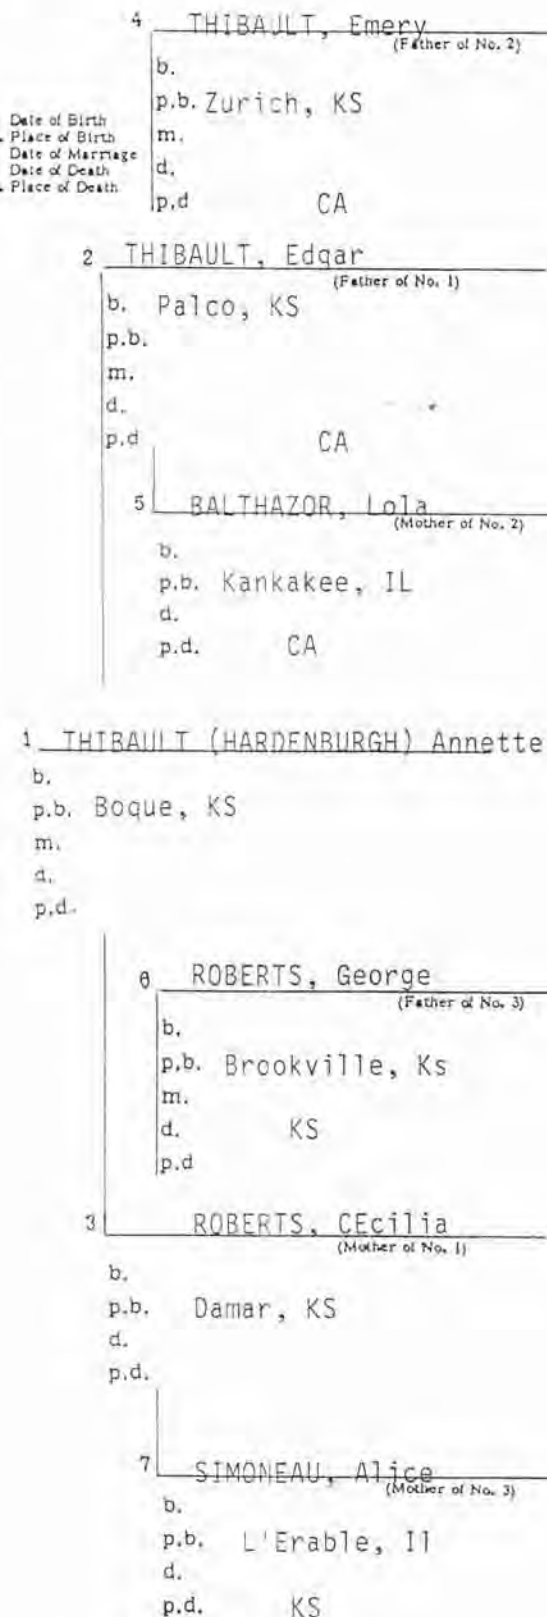 4 THIBAULT, Emery
(Father of No. 2)
b.
p.b. Zurich, KS
Date of Birth
. Place of Birth
m.
Date of Marriage
Date of Death
d.
. Place of Death
p.d CA
2 THIBAULT, Edgar
(Father of No. 1)
b. Palco, KS
p.b.
m.
d.
p.d CA
5 BALTHAZOR, Lola
(Mother of No. 2)
b.
p.b. Kankakee, IL
d.
p.d. CA
1 THIBAULT (HARDENBURGH) Annette
b.
p.b. Boque, KS
m.
d.
p.d.
6 ROBERTS, George
(Father of No. 3)
b.
p.b. Brookville, Ks
m.
d. KS
p.d
3 ROBERTS, CEcilia
(Mother of No. 1)
b.
p.b. Damar, KS
d.
p.d.
7 SIMONEAU, Alice
(Mother of No. 3)
b.
p.b. L'Erable, Il
d.
p.d. KS